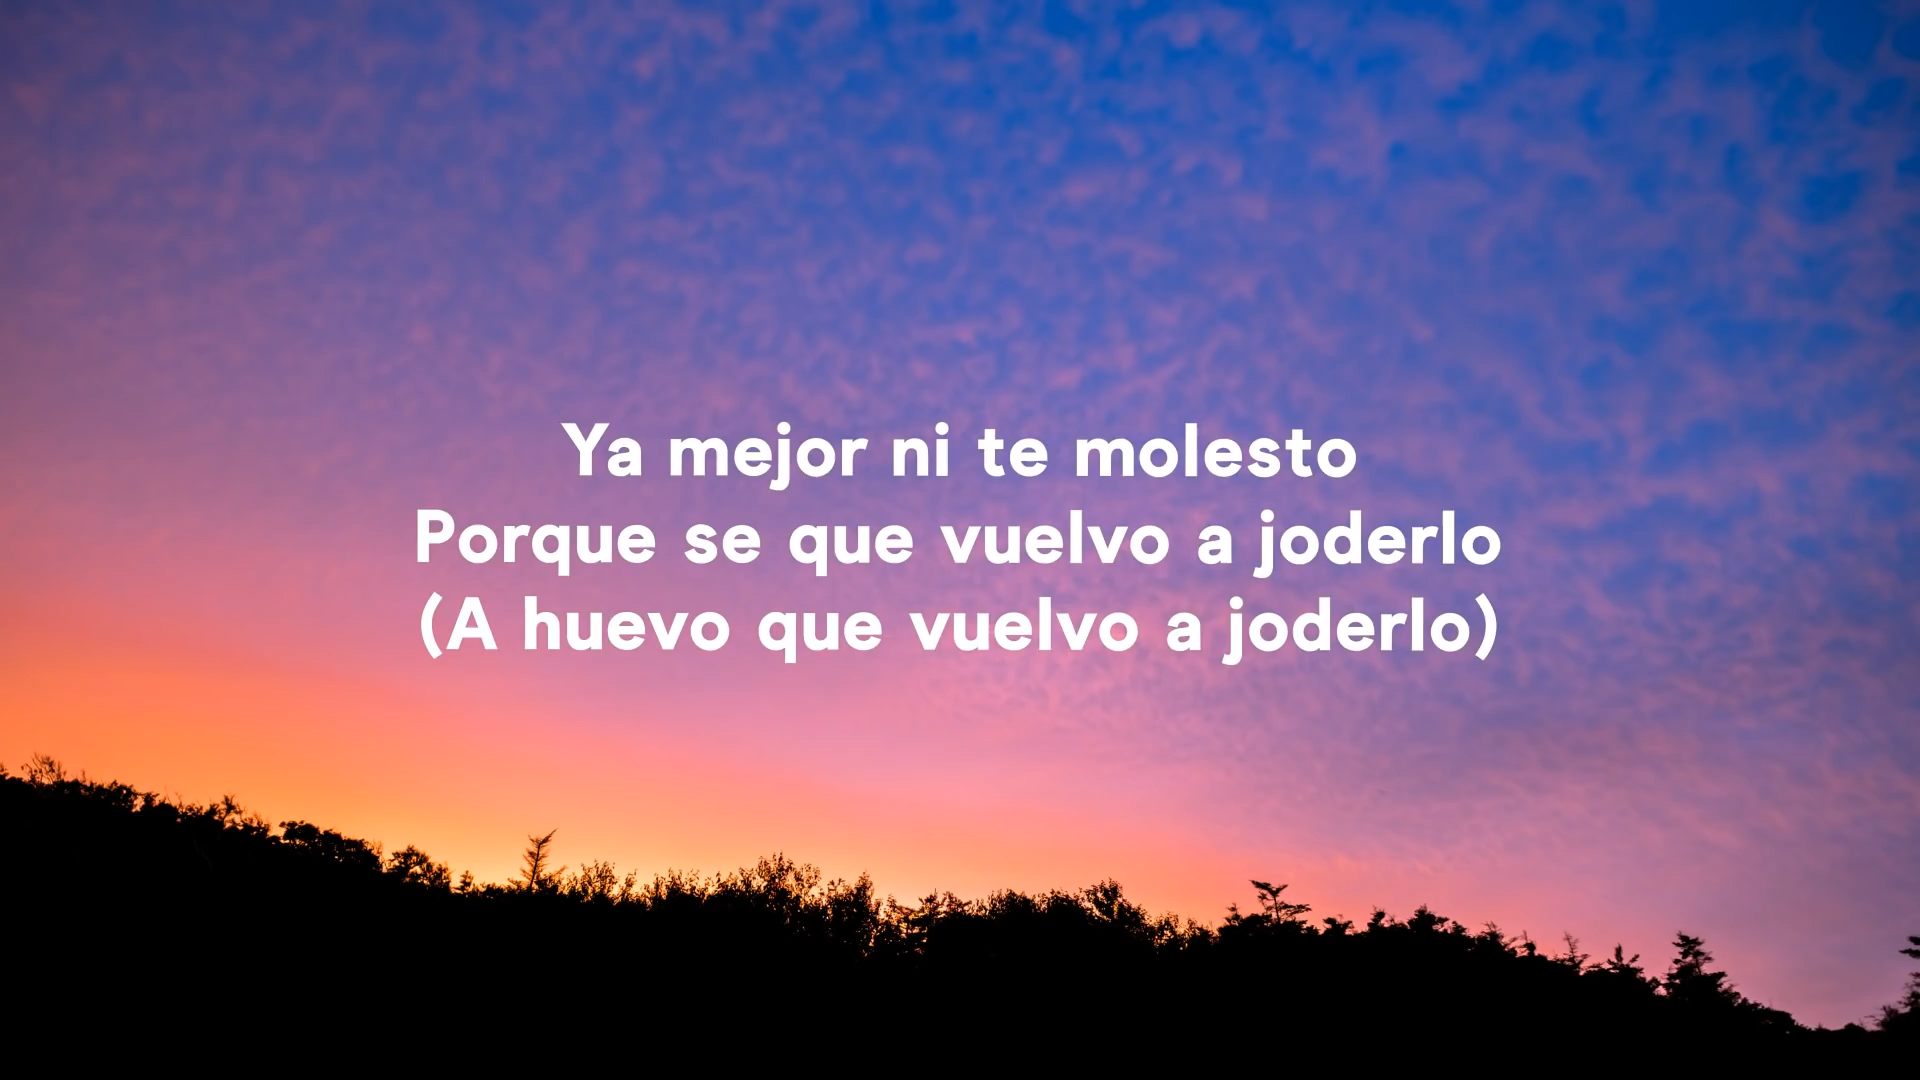 Ya mejor ni te molesto
Porque se que vuelvo a joderlo
(A huevo que vuelvo a joderlo)